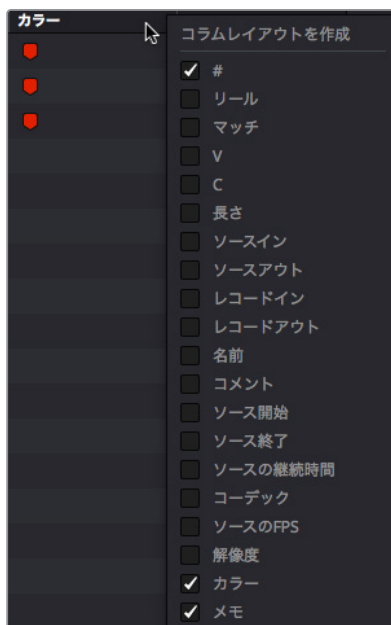 カラー
コラムレイアウトを作成
#
リール
マッチ
V
C
長さ
ソースイン
ソースアウト
レコードイン
レコードアウト
名前
コメント
ソース開始
ソース終了
ソースの継続時間
コーデック
ソースのFPS
解像度
カラー
メモ